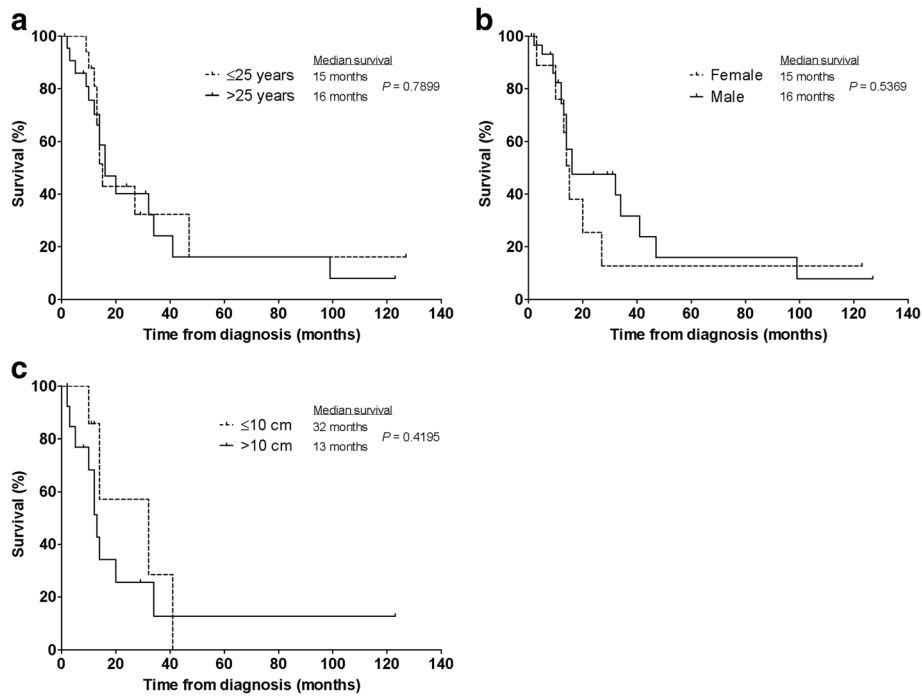 a
100
80
60
40
20
0
Survival (%)
0 20 40 60 80 100 120 140
Time from diagnosis (months)
Median survival
≤25 years 15 months
>25 years 16 months
P = 0.7899
b
100
80
60
40
20
0
Survival (%)
0 20 40 60 80 100 120 140
Time from diagnosis (months)
Median survival
Female 15 months
Male 16 months
P = 0.5369
c
100
80
60
40
20
0
Survival (%)
0 20 40 60 80 100 120 140
Time from diagnosis (months)
Median survival
≤10 cm 32 months
>10 cm 13 months
P = 0.4195